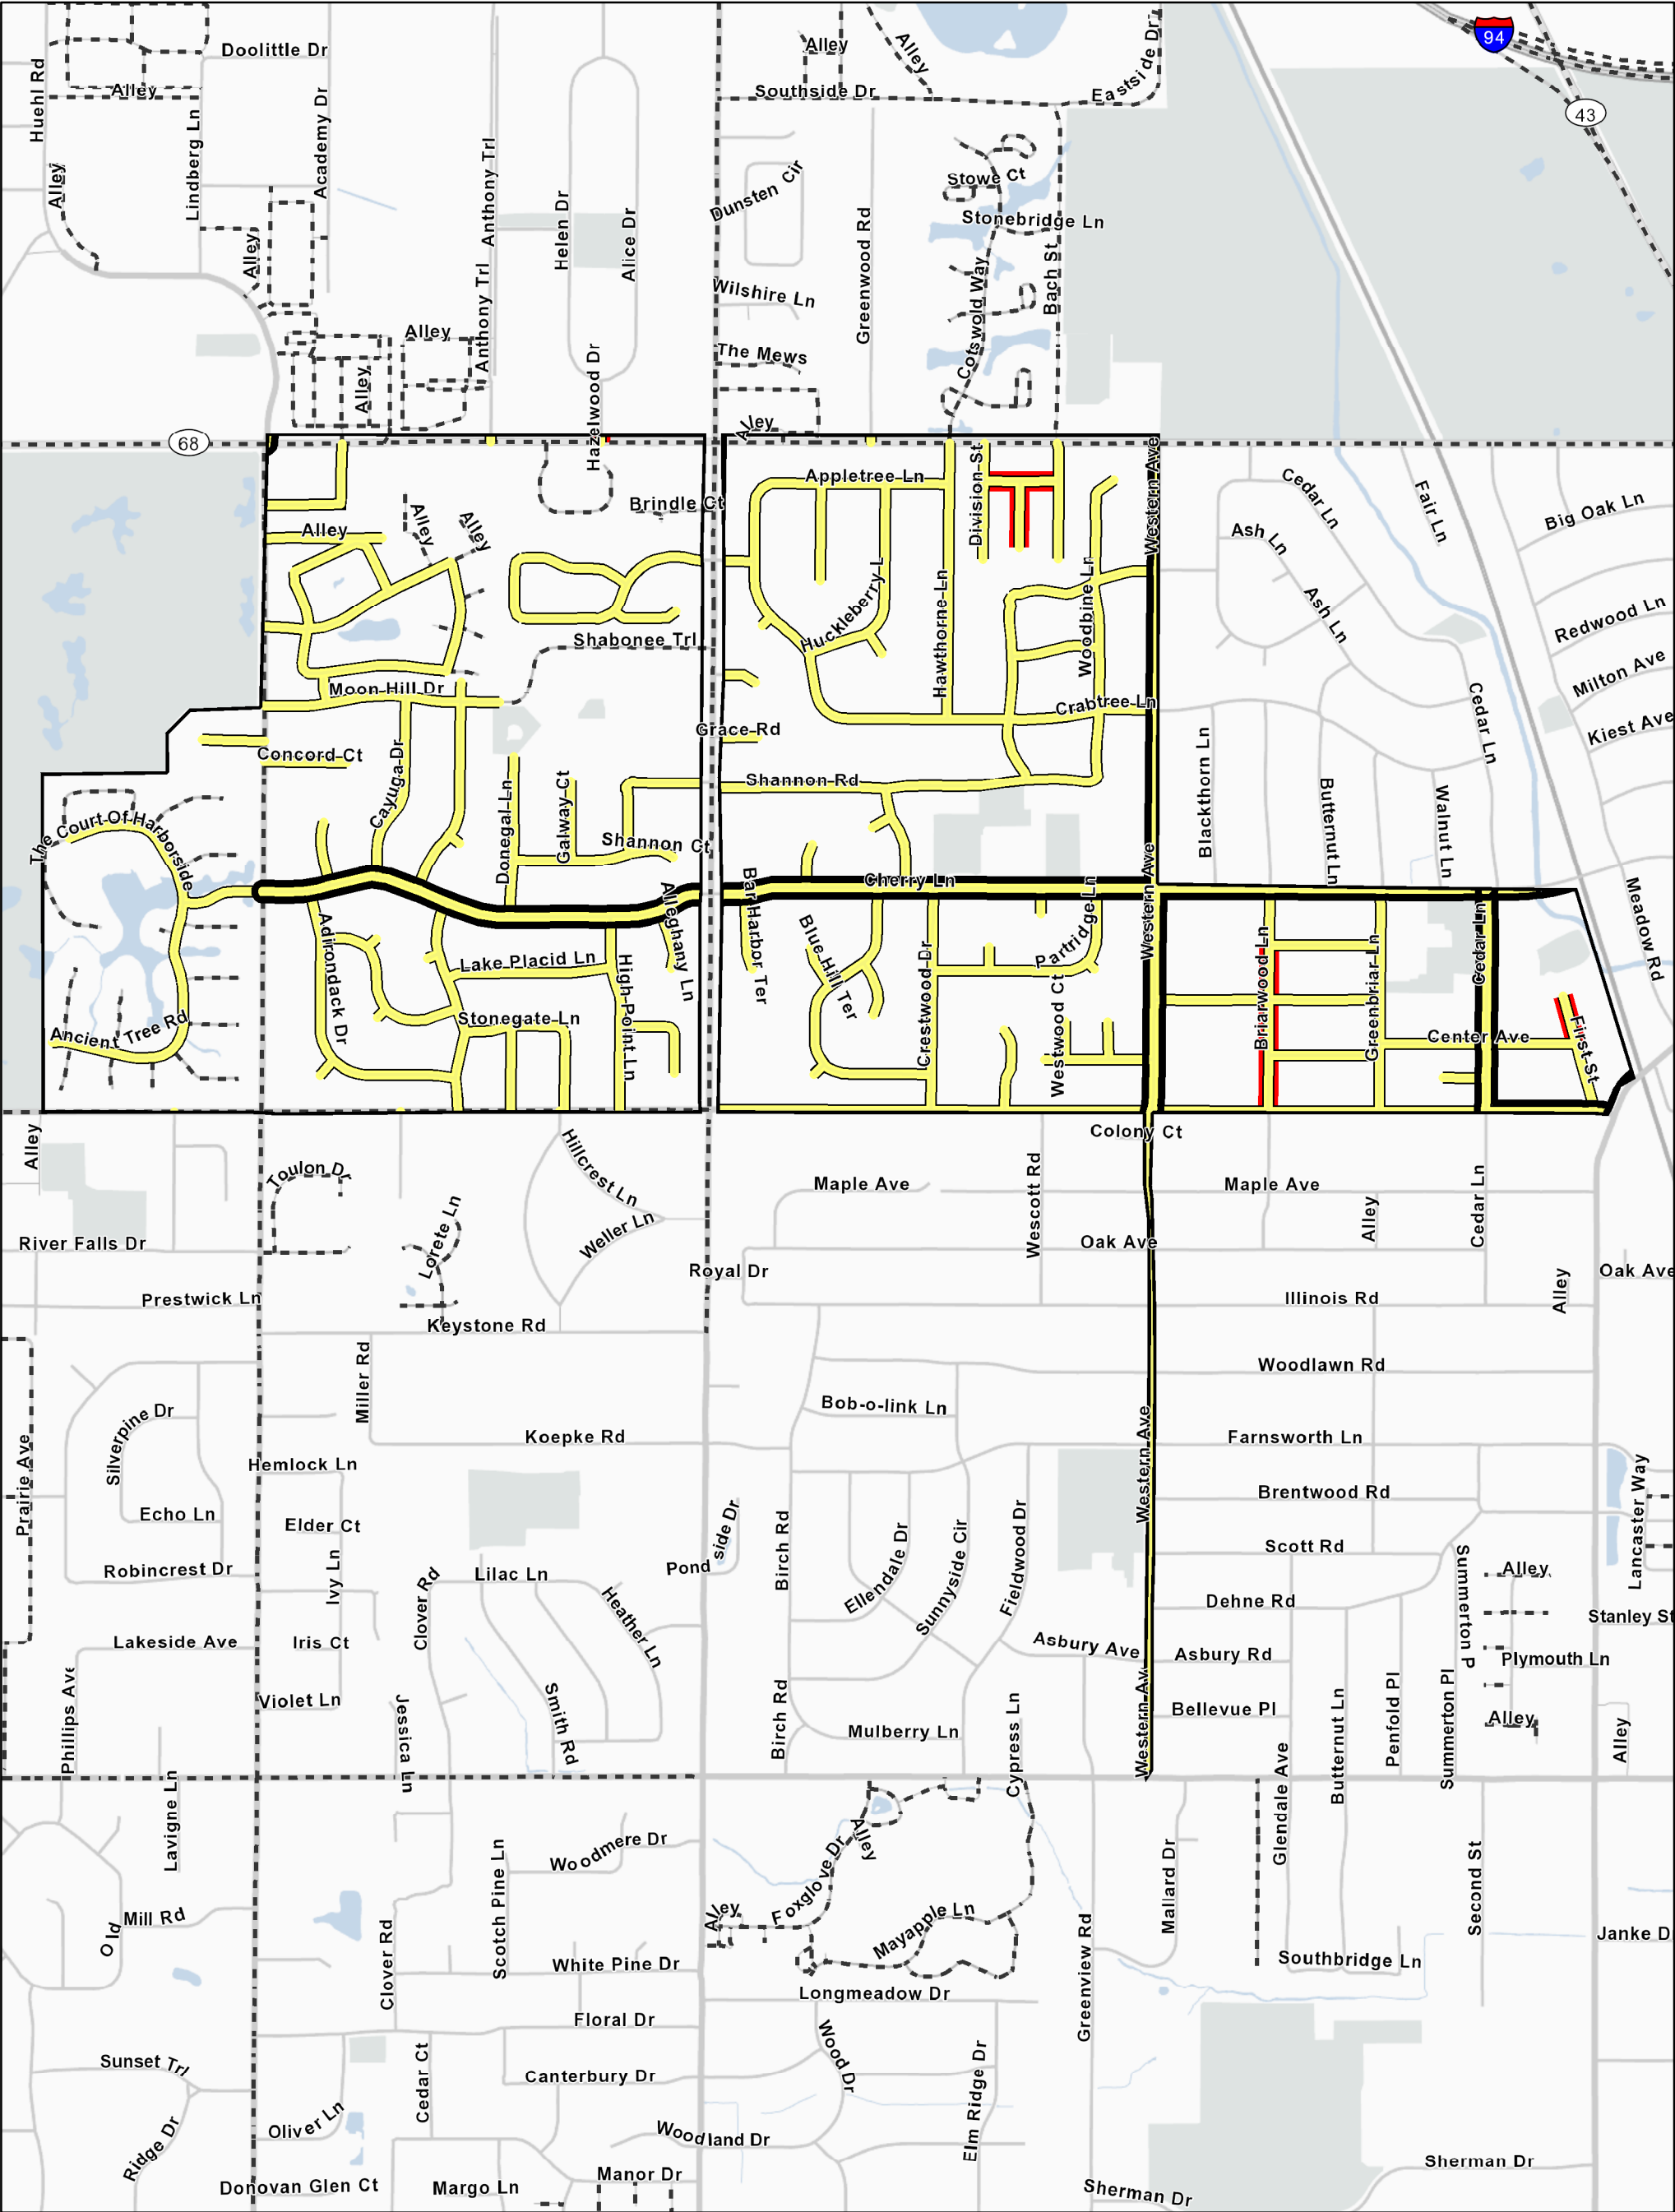 94
43
Doolittle Dr
Alley
Alley
Southside Dr
Eastside Dr
Huehl Rd
Alley
Lindberg Ln
Academy Dr
Anthony Trl
Alley
Stowe Ct
Dunsten Cir
Stonebridge Ln
Alley
Helen Dr
Alice Dr
Greenwood Rd
Cotswold Way
Bach St
Alley
Anthony Trl
Wilshire Ln
Alley
Alley
The Mews
Hazelwood Dr
68
Appletree Ln
Division St
Western Ave
Cedar Ln
Fair Ln
Big Oak Ln
Brindle Ct
Alley
Alley
Alley
Ash Ln
Ash Ln
Redwood Ln
Huckleberry L
Hawthorne Ln
Woodbine Ln
Shabonee Trl
Milton Ave
Moon Hill Dr
Crabtree Ln
Cedar Ln
Kiest Ave
Grace Rd
Concord Ct
Cayuga Dr
Shannon Rd
Blackthorn Ln
Butternut Ln
Walnut Ln
The Court Of Harborside
Donegal Ln
Galway Ct
Shannon Ct
Cherry Ln
Western Ave
Meadow Rd
Adirondack Dr
Alleghany Ln
Bar Harbor Ter
Blue Hill Ter
Partridge Ln
Western Ave
Cedar Ln
Lake Placid Ln
High Point Ln
Crestwood Dr
Westwood Ct
Briarwood Ln
Greenbriar Ln
Ancient Tree Rd
Stonegate Ln
Center Ave
First St
Colony Ct
Alley
Hillcrest Ln
Toulon Dr
Maple Ave
Wescott Rd
Maple Ave
Alley
Cedar Ln
River Falls Dr
Lorete Ln
Weller Ln
Oak Ave
Royal Dr
Oak Ave
Prestwick Ln
Illinois Rd
Alley
Keystone Rd
Miller Rd
Woodlawn Rd
Silverpine Dr
Bob-o-link Ln
Western Ave
Koepke Rd
Farnsworth Ln
Prairie Ave
Hemlock Ln
Brentwood Rd
Lancaster Way
Echo Ln
Elder Ct
Pond side Dr
Birch Rd
Ellendale Dr
Sunnyside Cir
Fieldwood Dr
Scott Rd
Robincrest Dr
Ivy Ln
Clover Rd
Lilac Ln
Heather Ln
Summerton P
Alley
Dehne Rd
Stanley St
Lakeside Ave
Iris Ct
Asbury Ave
Asbury Rd
Plymouth Ln
Phillips Ave
Violet Ln
Jessica Ln
Smith Rd
Birch Rd
Mulberry Ln
Cypress Ln
Western Av
Bellevue Pl
Butternut Ln
Penfold Pl
Summerton Pl
Alley
Alley
Lavigne Ln
Glendale Ave
Woodmere Dr
Scotch Pine Ln
Alley
Foxglove Dr
Mallard Dr
Second St
Old
Mill Rd
Alley
Mayapple Ln
Janke D
Clover Rd
White Pine Dr
Southbridge Ln
Longmeadow Dr
Greenview Rd
Floral Dr
Wood Dr
Sunset Trl
Cedar Ct
Canterbury Dr
Elm Ridge Dr
Oliver Ln
Woodland Dr
Ridge Dr
Manor Dr
Sherman Dr
Donovan Glen Ct
Margo Ln
Sherman Dr